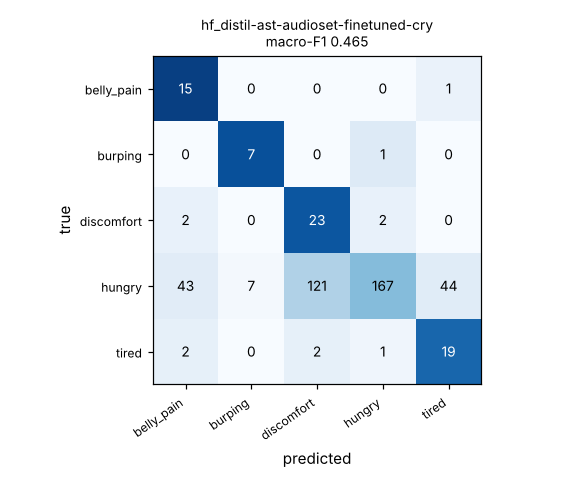 hf_distil-ast-audioset-finetuned-cry
macro-F1 0.465
true
belly_pain 15 0 0 0 1
burping 0 7 0 1 0
discomfort 2 0 23 2 0
hungry 43 7 121 167 44
tired 2 0 2 1 19
belly_pain burping discomfort hungry tired
predicted